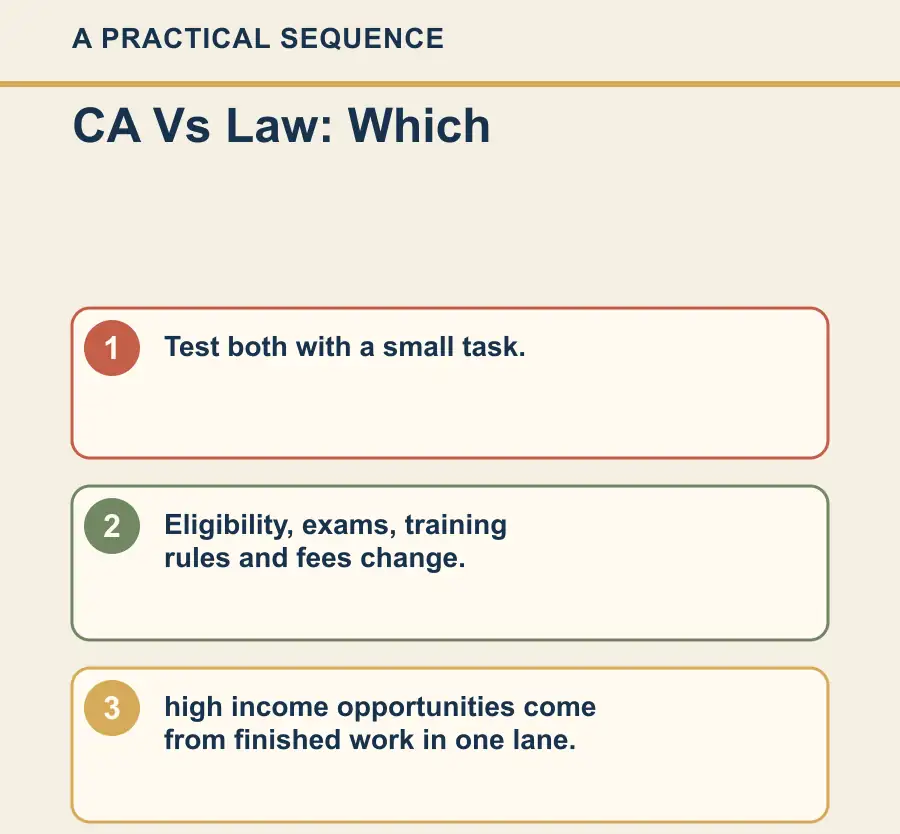 A PRACTICAL SEQUENCE
CA Vs Law: Which
1
Test both with a small task.
2
Eligibility, exams, training
rules and fees change.
3
high income opportunities come
from finished work in one lane.